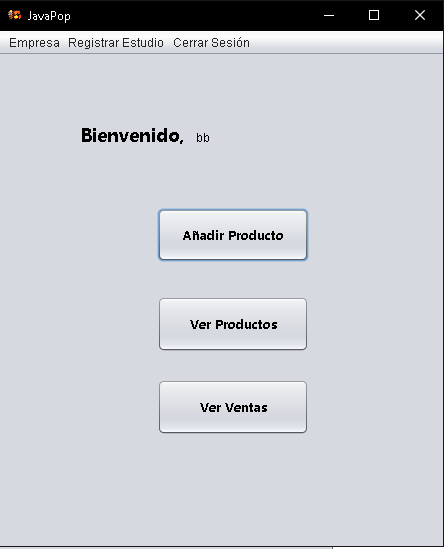 JavaPop
Empresa Registrar Estudio Cerrar Sesión
Bienvenido, bb
Añadir Producto
Ver Productos
Ver Ventas